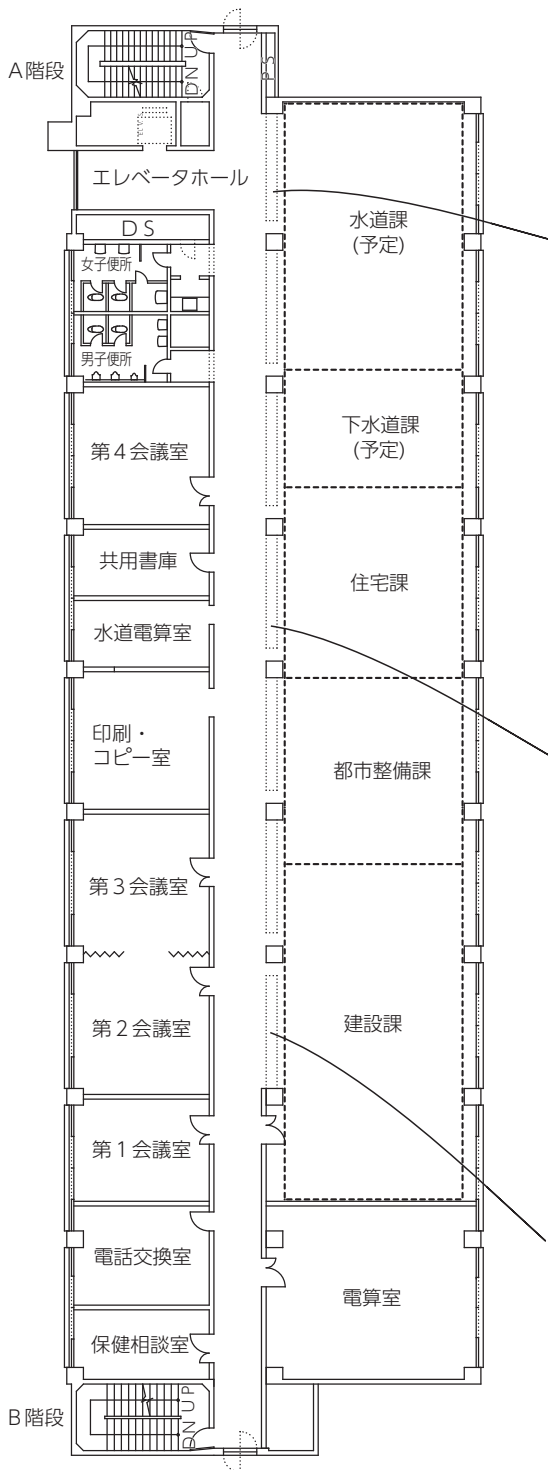 A階段
DN UP
PS
エレベータホール
水道課
(予定)
DS
女子便所
男子便所
下水道課
(予定)
第4会議室
共用書庫
住宅課
水道電算室
印刷・
コピー室
都市整備課
第3会議室
第2会議室
建設課
第1会議室
電話交換室
電算室
保健相談室
B階段
DN UP